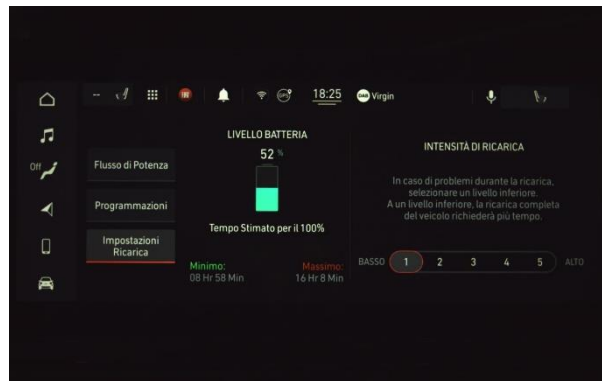 --
GPS
18:25
DAB Virgin
Off
Flusso di Potenza
Programmazioni
Impostazioni
Ricarica
LIVELLO BATTERIA
52 %
Tempo Stimato per il 100%
Minimo:
08 Hr 58 Min
Massimo:
16 Hr 8 Min
INTENSITÀ DI RICARICA
In caso di problemi durante la ricarica,
selezionare un livello inferiore.
A un livello inferiore, la ricarica completa
del veicolo richiederà più tempo.
BASSO 1 2 3 4 5 ALTO